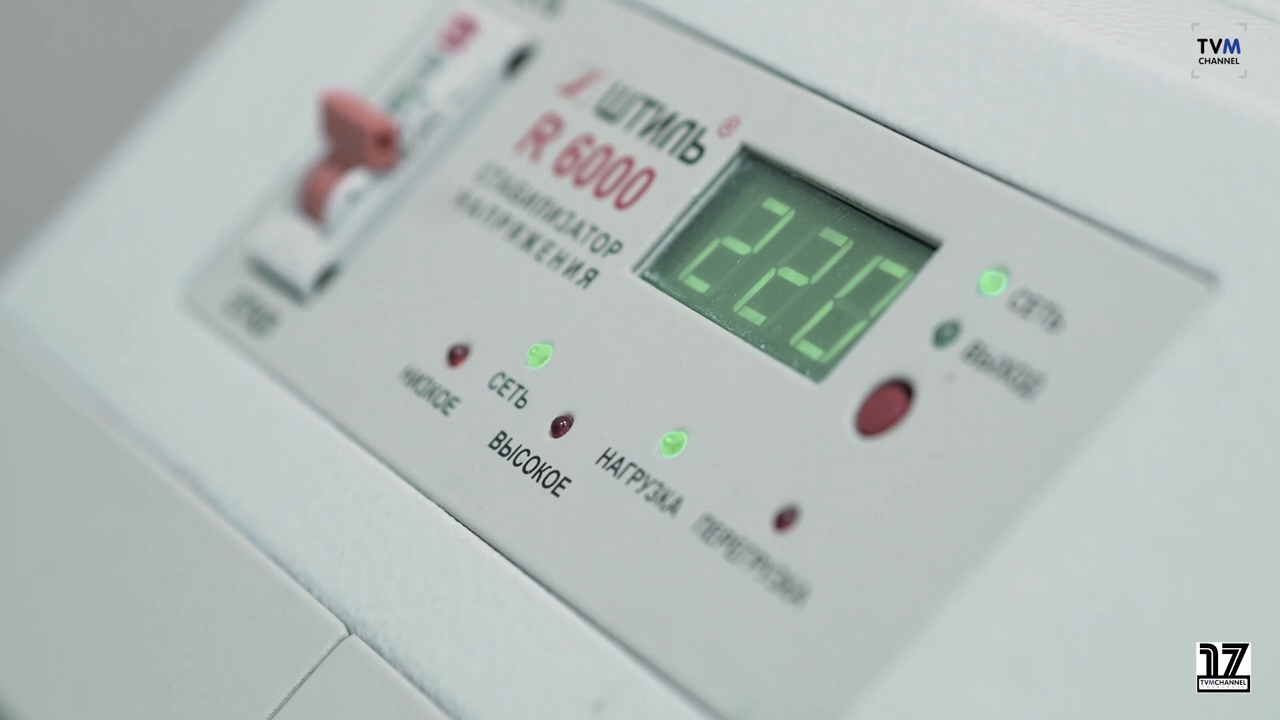 TVM
CHANNEL
ШТИЛЬ
R 6000
СТАБИЛИЗАТОР
НАПРЯЖЕНИЯ
220
СЕТЬ
ВЫХОД
НИЗКОЕ
СЕТЬ
ВЫСОКОЕ
НАГРУЗКА
ПЕРЕГРУЗКА
17
TVMCHANNEL